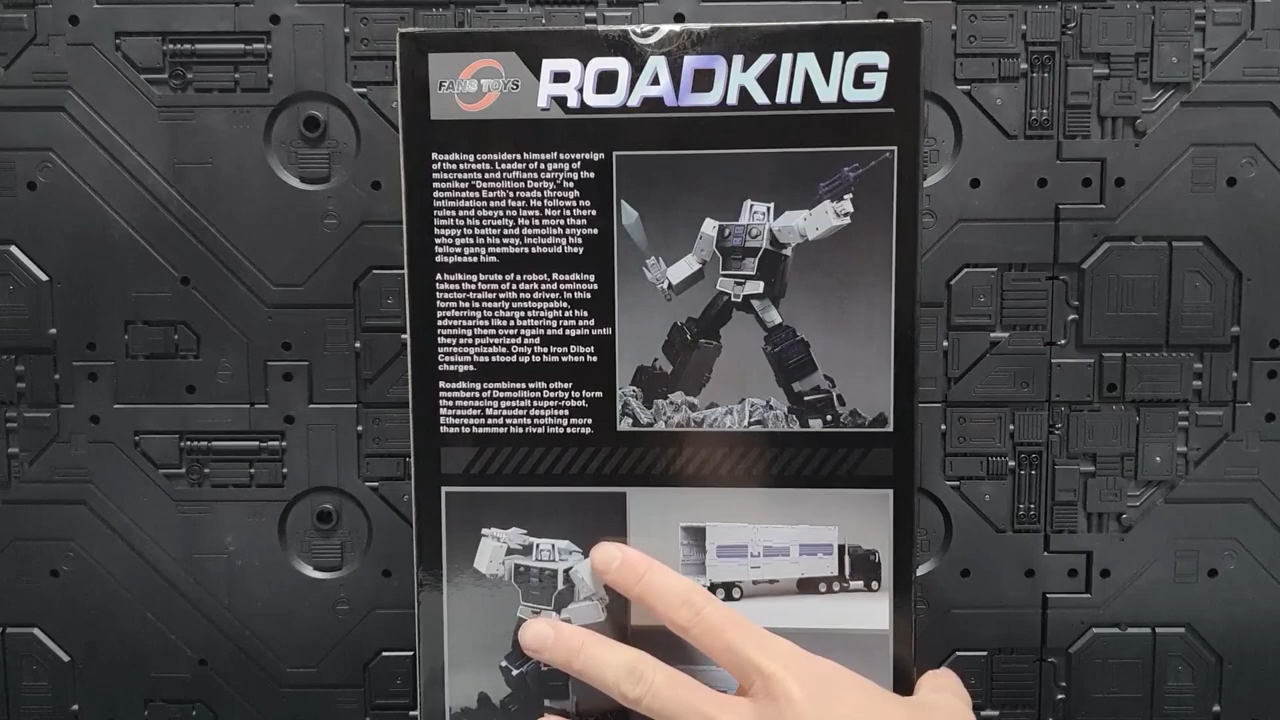 FANS TOYS
ROADKING
Roadking considers himself sovereign
of the streets. Leader of a gang of
miscreants and ruffians carrying the
moniker "Demolition Derby," he
dominates Earth's roads through
intimidation and fear. He follows no
rules and obeys no laws. Nor is there
limit to his cruelty. He is more than
happy to batter and demolish anyone
who gets in his way, including his
fellow gang members should they
displease him.
A hulking brute of a robot, Roadking
takes the form of a dark and ominous
tractor-trailer with no driver. In this
form he is nearly unstoppable,
preferring to charge straight at his
adversaries like a battering ram and
running them over again and again until
they are pulverized and
unrecognizable. Only the Iron Dibot
Cesium has stood up to him when he
charges.
Roadking combines with other
members of Demolition Derby to form
the menacing gestalt super-robot,
Marauder. Marauder despises
Ethereaon and wants nothing more
than to hammer his rival into scrap.